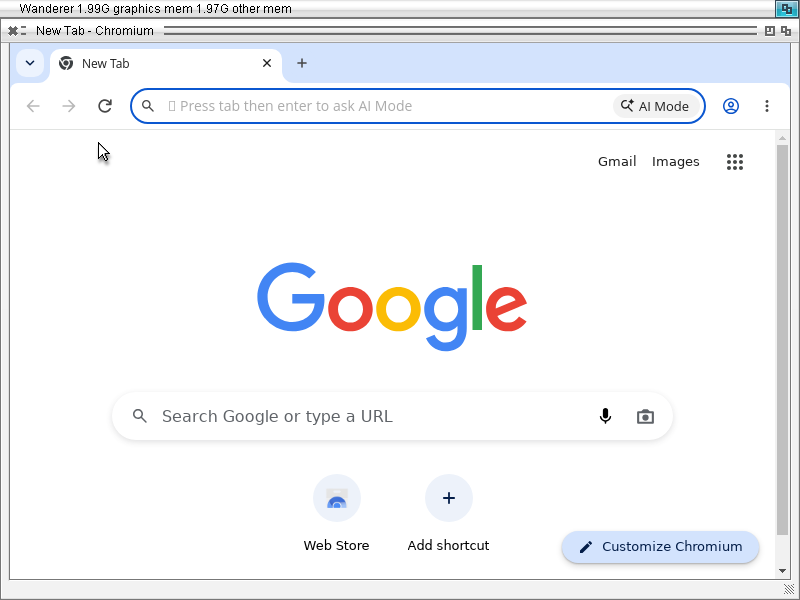 Wanderer 1.99G graphics mem 1.97G other mem
New Tab - Chromium
New Tab
Press tab then enter to ask AI Mode
AI Mode
Gmail Images
Google
Search Google or type a URL
Web Store Add shortcut
Customize Chromium